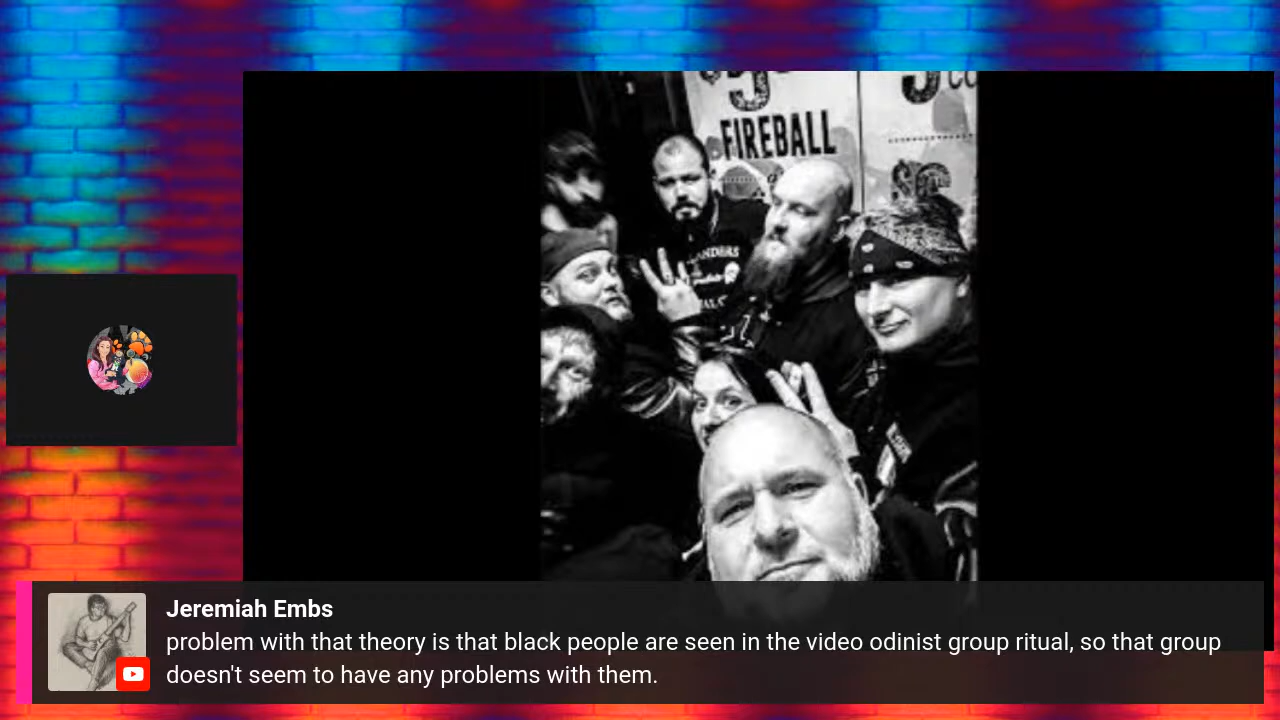 FIREBALL
Jeremiah Embs
problem with that theory is that black people are seen in the video odinist group ritual, so that group
doesn't seem to have any problems with them.